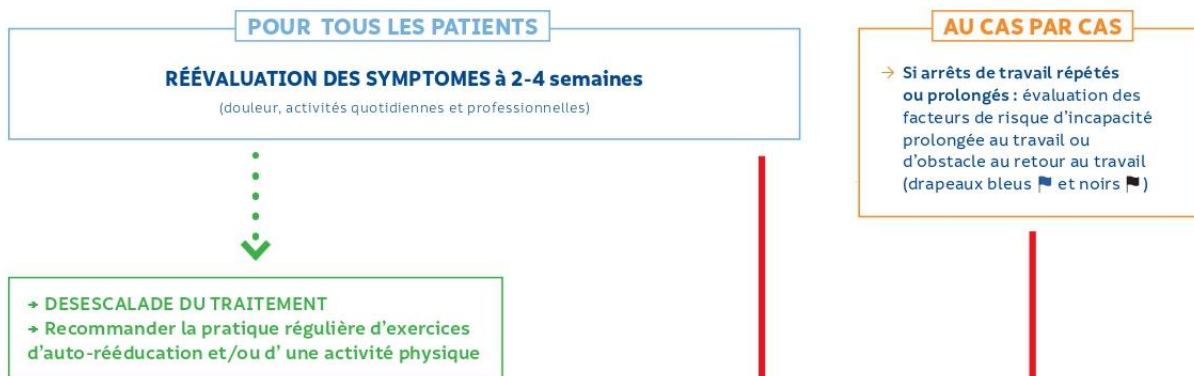 POUR TOUS LES PATIENTS
RÉÉVALUATION DES SYMPTOMES à 2-4 semaines
(douleur, activités quotidiennes et professionnelles)
AU CAS PAR CAS
→ Si arrêts de travail répétés
ou prolongés : évaluation des
facteurs de risque d'incapacité
prolongée au travail ou
d'obstacle au retour au travail
(drapeaux bleus et noirs )
→ DESESCALADE DU TRAITEMENT
→ Recommander la pratique régulière d'exercices
d'auto-rééducation et/ou d' une activité physique